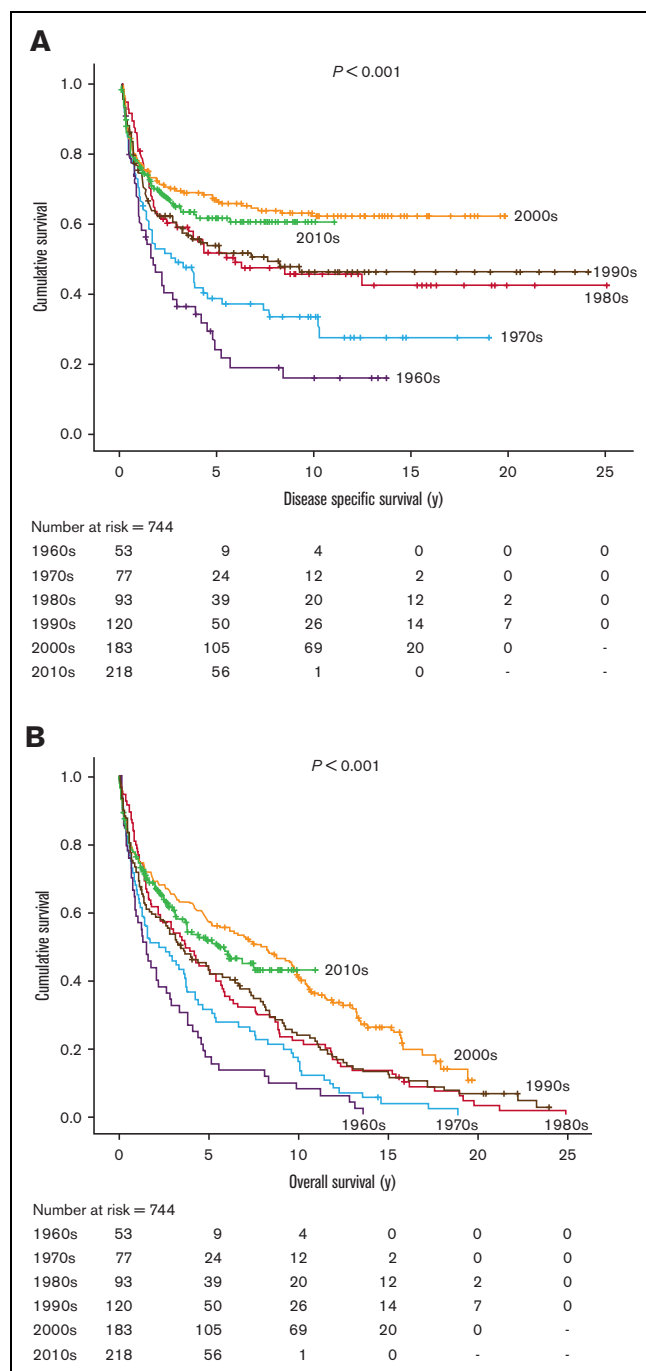 A
P < 0.001
1.0
0.8
0.6
0.4
0.2
0.0
Cumulative survival
2000s
2010s
1990s
1980s
1970s
1960s
0 5 10 15 20 25
Disease specific survival (y)
Number at risk = 744
1960s 53 9 4 0 0 0
1970s 77 24 12 2 0 0
1980s 93 39 20 12 2 0
1990s 120 50 26 14 7 0
2000s 183 105 69 20 0 -
2010s 218 56 1 0 - -
B
P < 0.001
1.0
0.8
0.6
0.4
0.2
0.0
Cumulative survival
2010s
2000s
1990s
1960s 1970s 1980s
0 5 10 15 20 25
Overall survival (y)
Number at risk = 744
1960s 53 9 4 0 0 0
1970s 77 24 12 2 0 0
1980s 93 39 20 12 2 0
1990s 120 50 26 14 7 0
2000s 183 105 69 20 0 -
2010s 218 56 1 0 - -